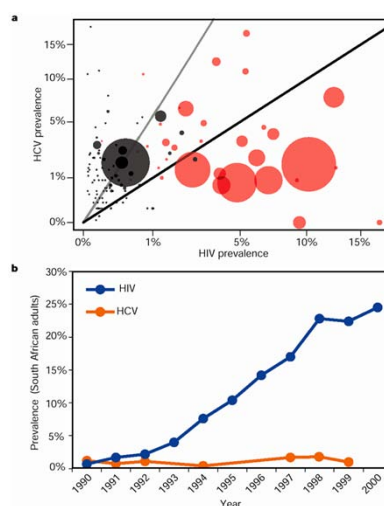 a
15%
10%
5%
1%
0%
HCV prevalence
0% 1% 5% 10% 15%
HIV prevalence
b
30%
25%
20%
15%
10%
5%
0%
Prevalence (South African adults)
HIV
HCV
1990 1991 1992 1993 1994 1995 1996 1997 1998 1999 2000
Year